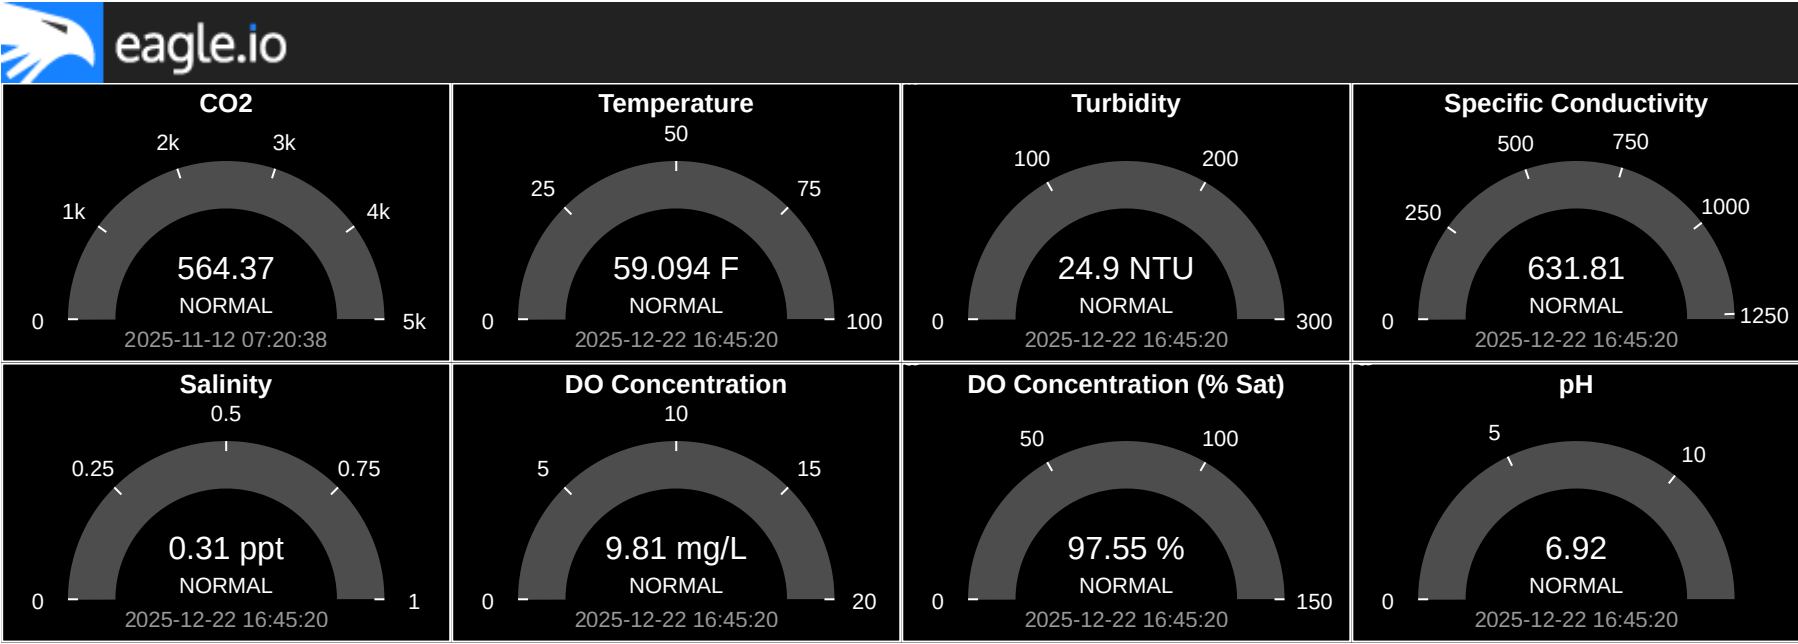 eagle.io
CO2
2k
3k
1k
4k
564.37
NORMAL
0
5k
2025-11-12 07:20:38
Temperature
50
25
75
59.094 F
NORMAL
0
100
2025-12-22 16:45:20
Turbidity
100
200
24.9 NTU
NORMAL
0
300
2025-12-22 16:45:20
Specific Conductivity
500
750
250
1000
631.81
NORMAL
0
1250
2025-12-22 16:45:20
Salinity
0.5
0.25
0.75
0.31 ppt
NORMAL
0
1
2025-12-22 16:45:20
DO Concentration
10
5
15
9.81 mg/L
NORMAL
0
20
2025-12-22 16:45:20
DO Concentration (% Sat)
50
100
97.55 %
NORMAL
0
150
2025-12-22 16:45:20
pH
5
10
6.92
NORMAL
0
2025-12-22 16:45:20